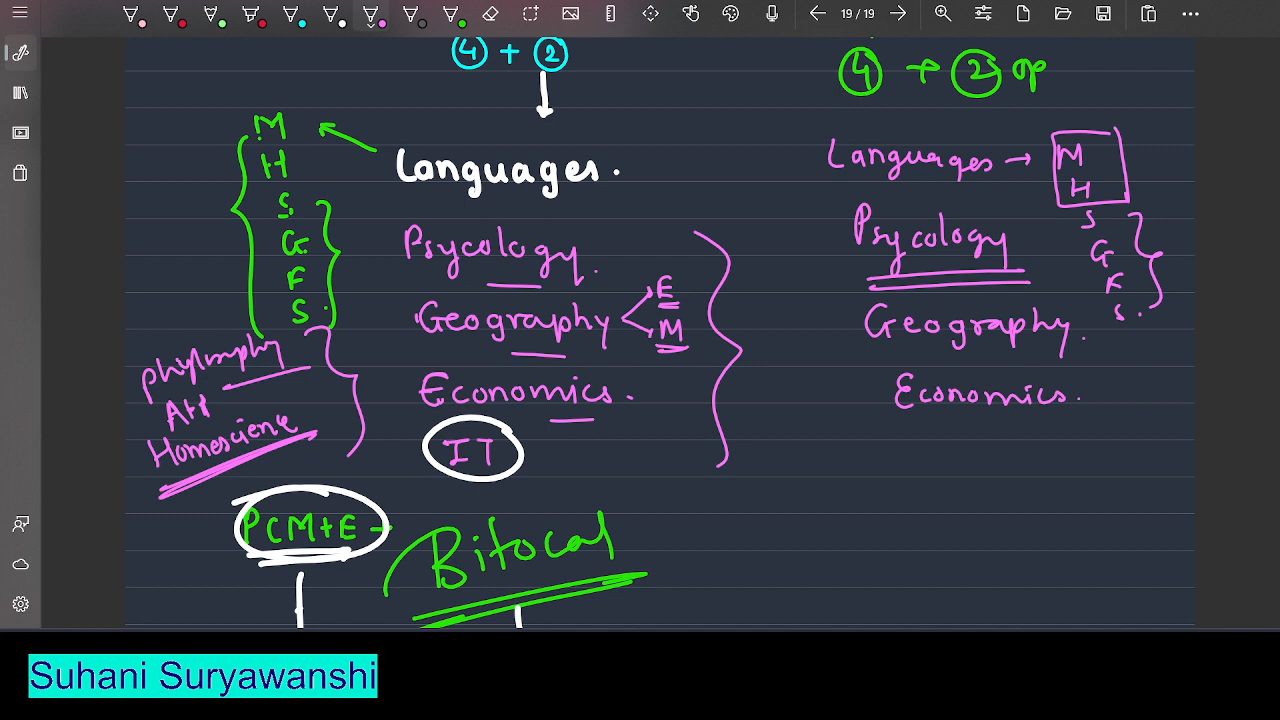 19/19
4 + 2
4 + 2 op
M
H
S
G
F
S.
Languages.
Psycology.
Geography
E
M
Economics.
IT
Art
Homescience
PCM+E
Bifocal
Languages → M
H
S
G
F
S.
Psycology
Geography.
Economics.
Suhani Suryawanshi